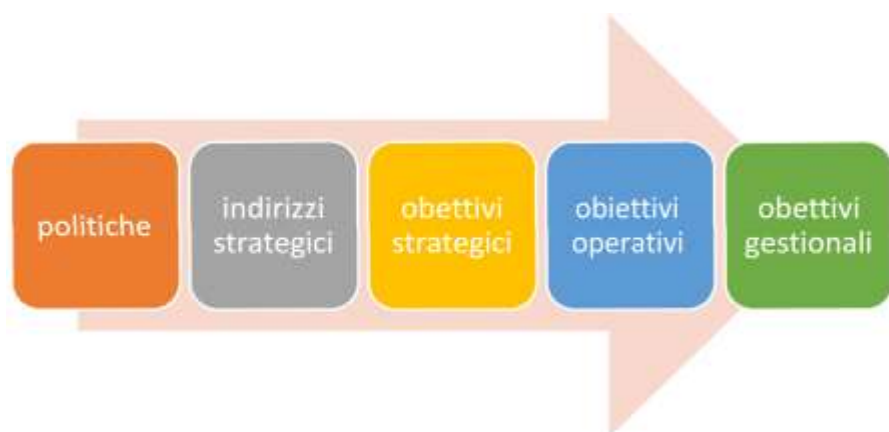 politiche
indirizzi
strategici
obettivi
strategici
obiettivi
operativi
obettivi
gestionali